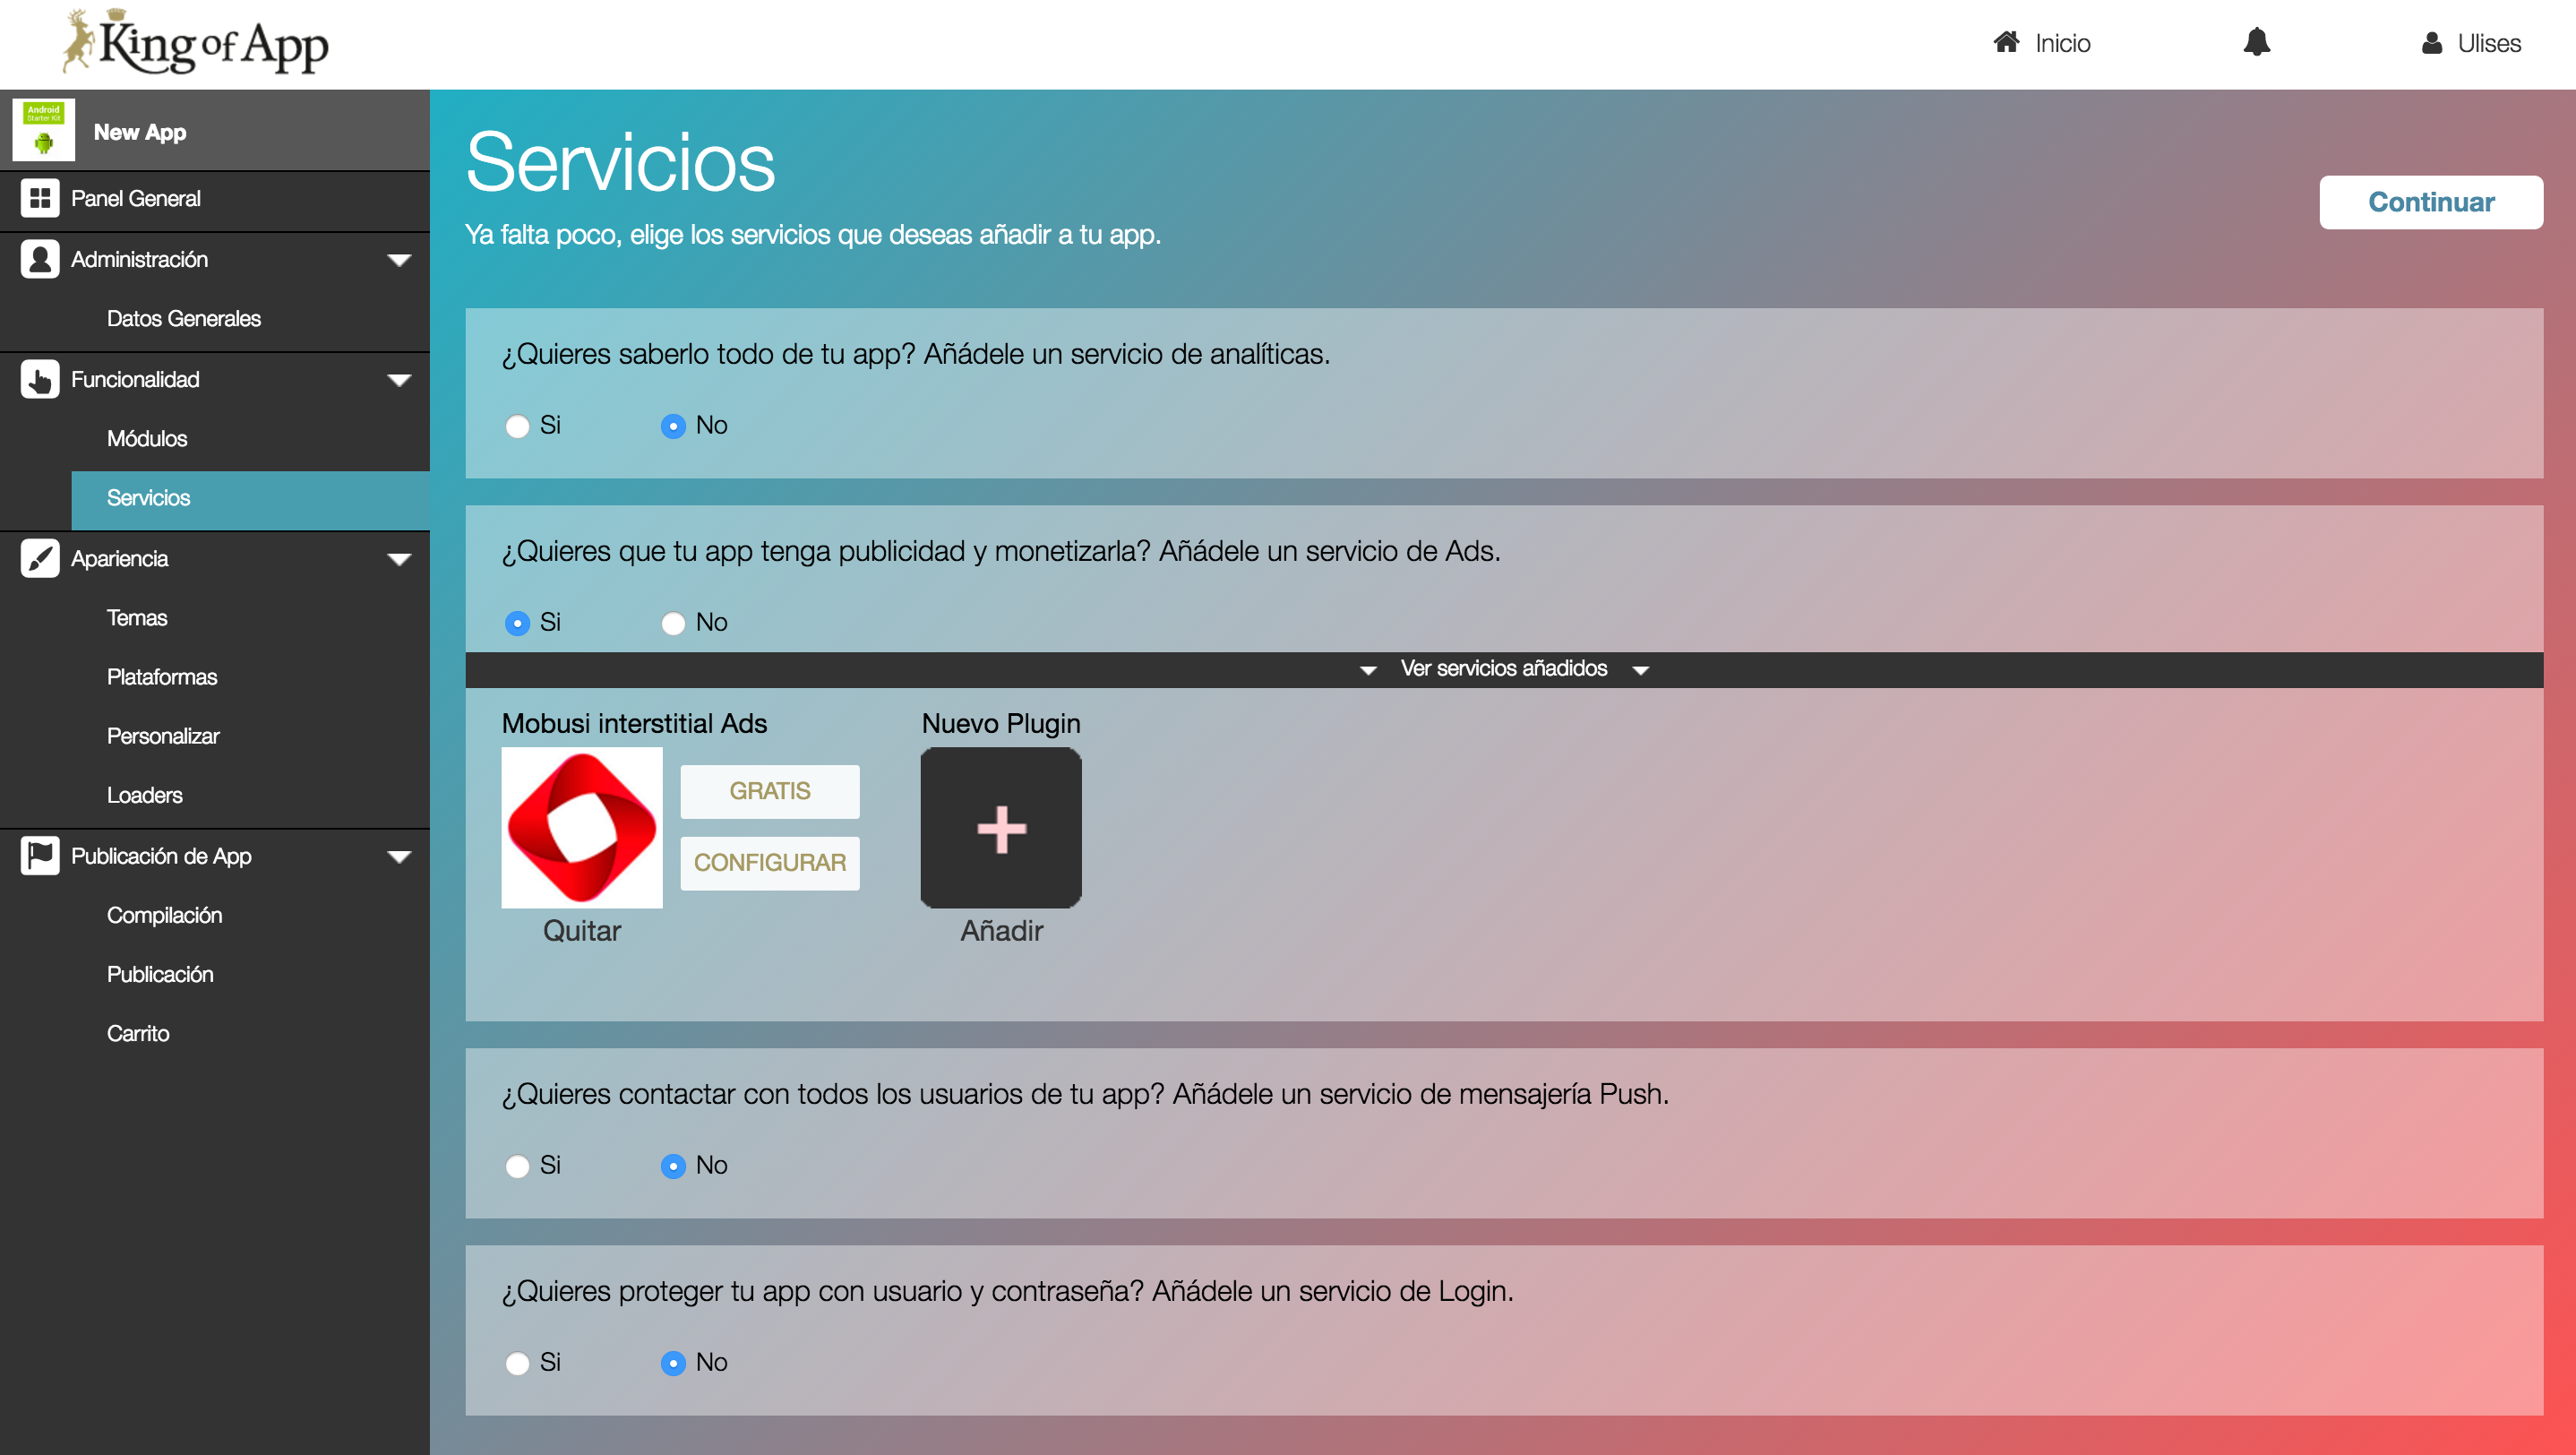 King of App
Inicio
Ulises
Android
Starter Kit
New App
Panel General
Administración
Datos Generales
Funcionalidad
Módulos
Servicios
Apariencia
Temas
Plataformas
Personalizar
Loaders
Publicación de App
Compilación
Publicación
Carrito
Servicios
Ya falta poco, elige los servicios que deseas añadir a tu app.
Continuar
¿Quieres saberlo todo de tu app? Añádele un servicio de analíticas.
Si No
¿Quieres que tu app tenga publicidad y monetizarla? Añádele un servicio de Ads.
Si No
Ver servicios añadidos
Mobusi interstitial Ads
GRATIS
CONFIGURAR
Quitar
Nuevo Plugin
Añadir
¿Quieres contactar con todos los usuarios de tu app? Añádele un servicio de mensajería Push.
Si No
¿Quieres proteger tu app con usuario y contraseña? Añádele un servicio de Login.
Si No